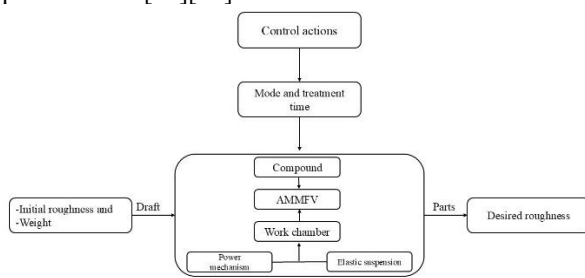 Control actions
Mode and treatment
time
Compound
-Initial roughness and
-Weight
Draft
AMMFV
Parts
Desired roughness
Work chamber
Power
mechanism
Elastic suspension